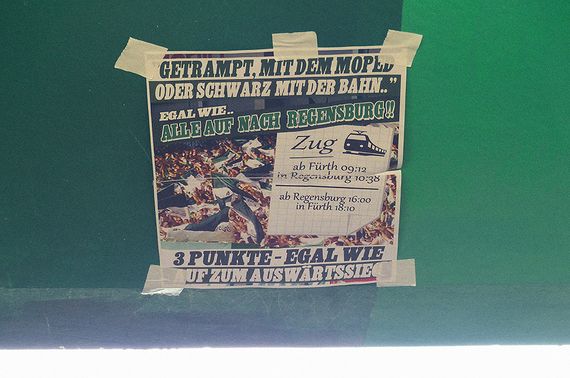 GETRAMPT, MIT DEM MOPED
ODER SCHWARZ MIT DER BAHN.."
EGAL WIE..
ALLE AUF NACH REGENSBURG!!
Zug
ab Fürth 09:12
in Regensburg 10:38
ab Regensburg 16:00
in Fürth 18:10
3 PUNKTE - EGAL WIE
AUF ZUM AUSWÄRTSSIEG